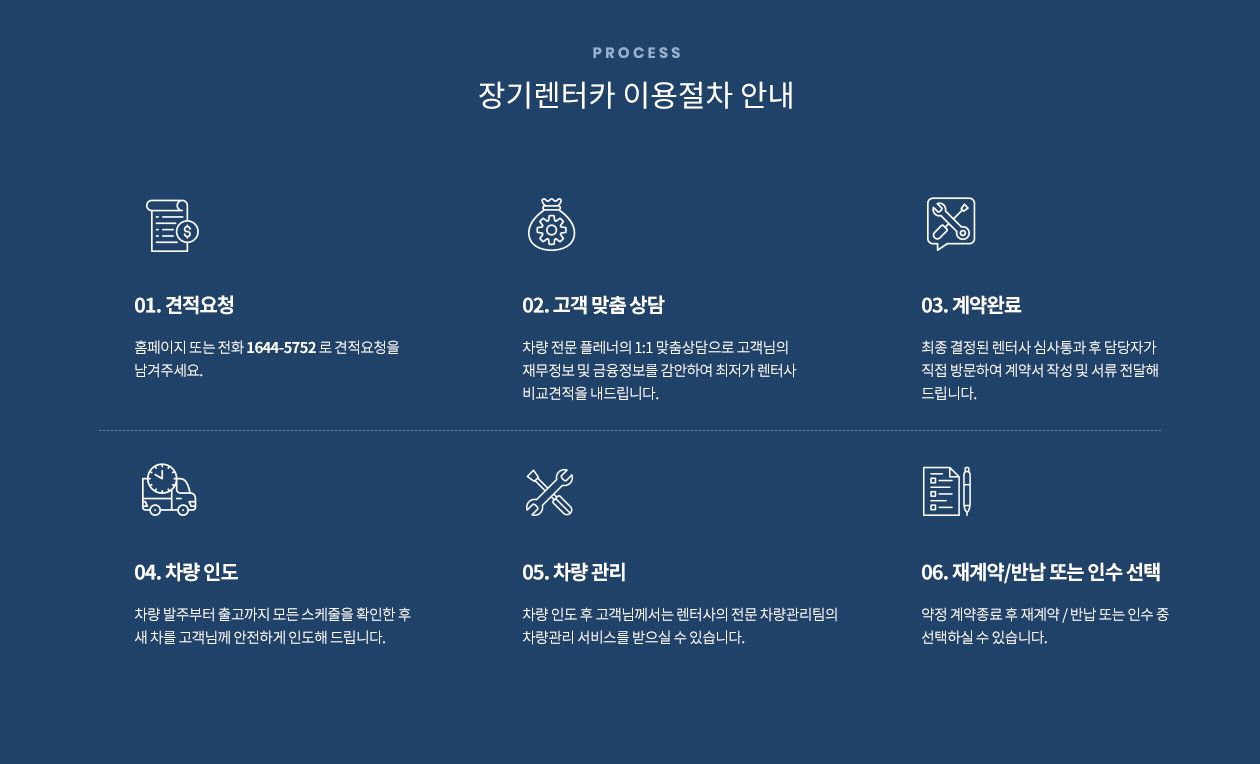 PROCESS
장기렌터카 이용절차 안내
01. 견적요청
홈페이지 또는 전화 1644-5752 로 견적요청을
남겨주세요.
02. 고객 맞춤 상담
차량 전문 플레너의 1:1 맞춤상담으로 고객님의
재무정보 및 금융정보를 감안하여 최저가 렌터사
비교견적을 내드립니다.
03. 계약완료
최종 결정된 렌터사 심사통과 후 담당자가
직접 방문하여 계약서 작성 및 서류 전달해
드립니다.
04. 차량 인도
차량 발주부터 출고까지 모든 스케줄을 확인한 후
새 차를 고객님께 안전하게 인도해 드립니다.
05. 차량 관리
차량 인도 후 고객님께서는 렌터사의 전문 차량관리팀의
차량관리 서비스를 받으실 수 있습니다.
06. 재계약/반납 또는 인수 선택
약정 계약종료 후 재계약 / 반납 또는 인수 중
선택하실 수 있습니다.